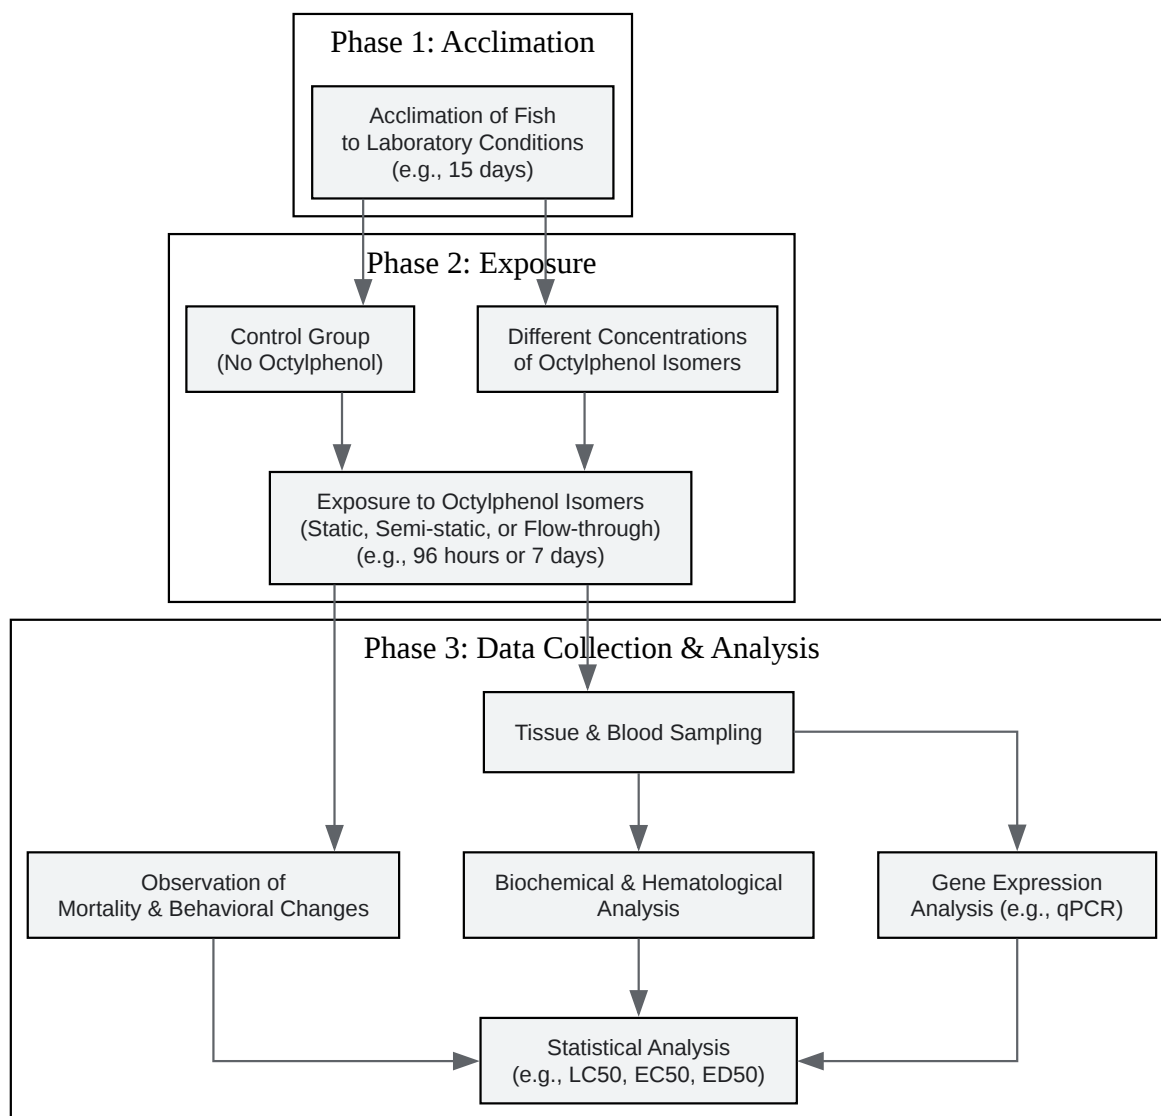 Phase 1: Acclimation
Acclimation of Fish
to Laboratory Conditions
(e.g., 15 days)
Phase 2: Exposure
Control Group
(No Octylphenol)
Different Concentrations
of Octylphenol Isomers
Exposure to Octylphenol Isomers
(Static, Semi-static, or Flow-through)
(e.g., 96 hours or 7 days)
Phase 3: Data Collection & Analysis
Tissue & Blood Sampling
Observation of
Mortality & Behavioral Changes
Biochemical & Hematological
Analysis
Gene Expression
Analysis (e.g., qPCR)
Statistical Analysis
(e.g., LC50, EC50, ED50)